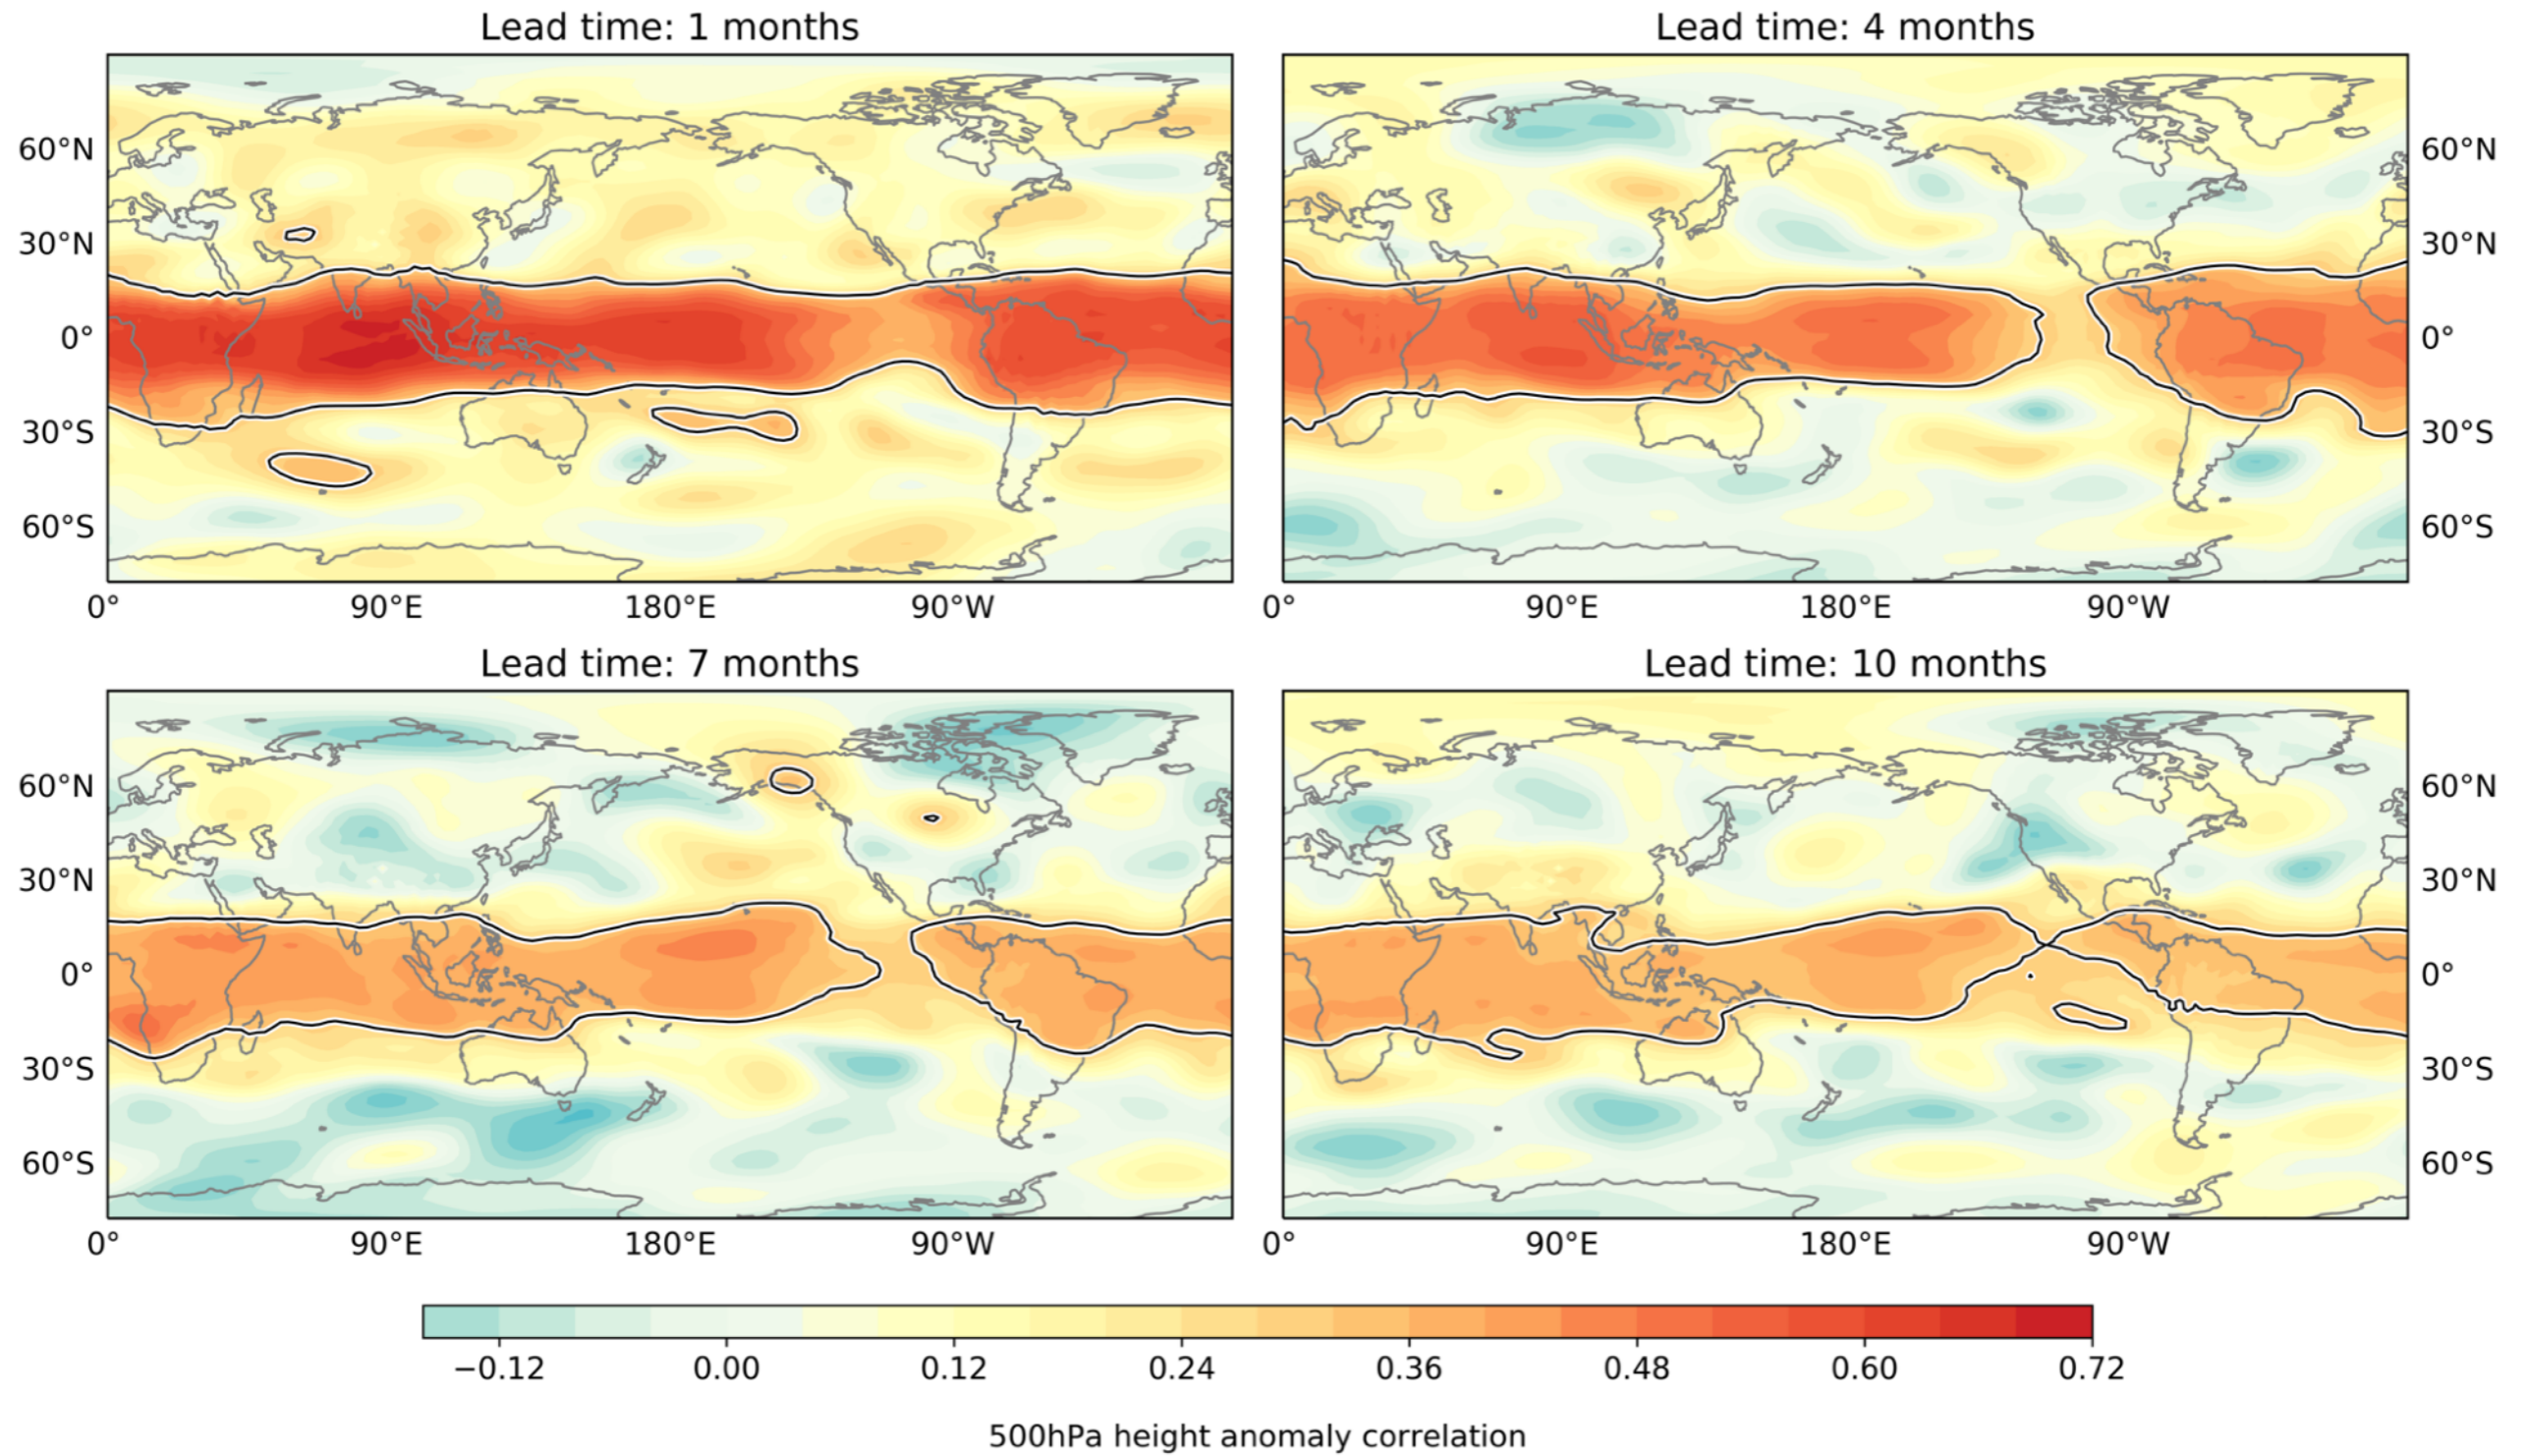 Lead time: 1 months
Lead time: 4 months
60°N
30°N
0°
30°S
60°S
60°N
30°N
0°
30°S
60°S
0° 90°E 180°E 90°W
0° 90°E 180°E 90°W
Lead time: 7 months
Lead time: 10 months
60°N
30°N
0°
30°S
60°S
60°N
30°N
0°
30°S
60°S
0° 90°E 180°E 90°W
0° 90°E 180°E 90°W
−0.12 0.00 0.12 0.24 0.36 0.48 0.60 0.72
500hPa height anomaly correlation